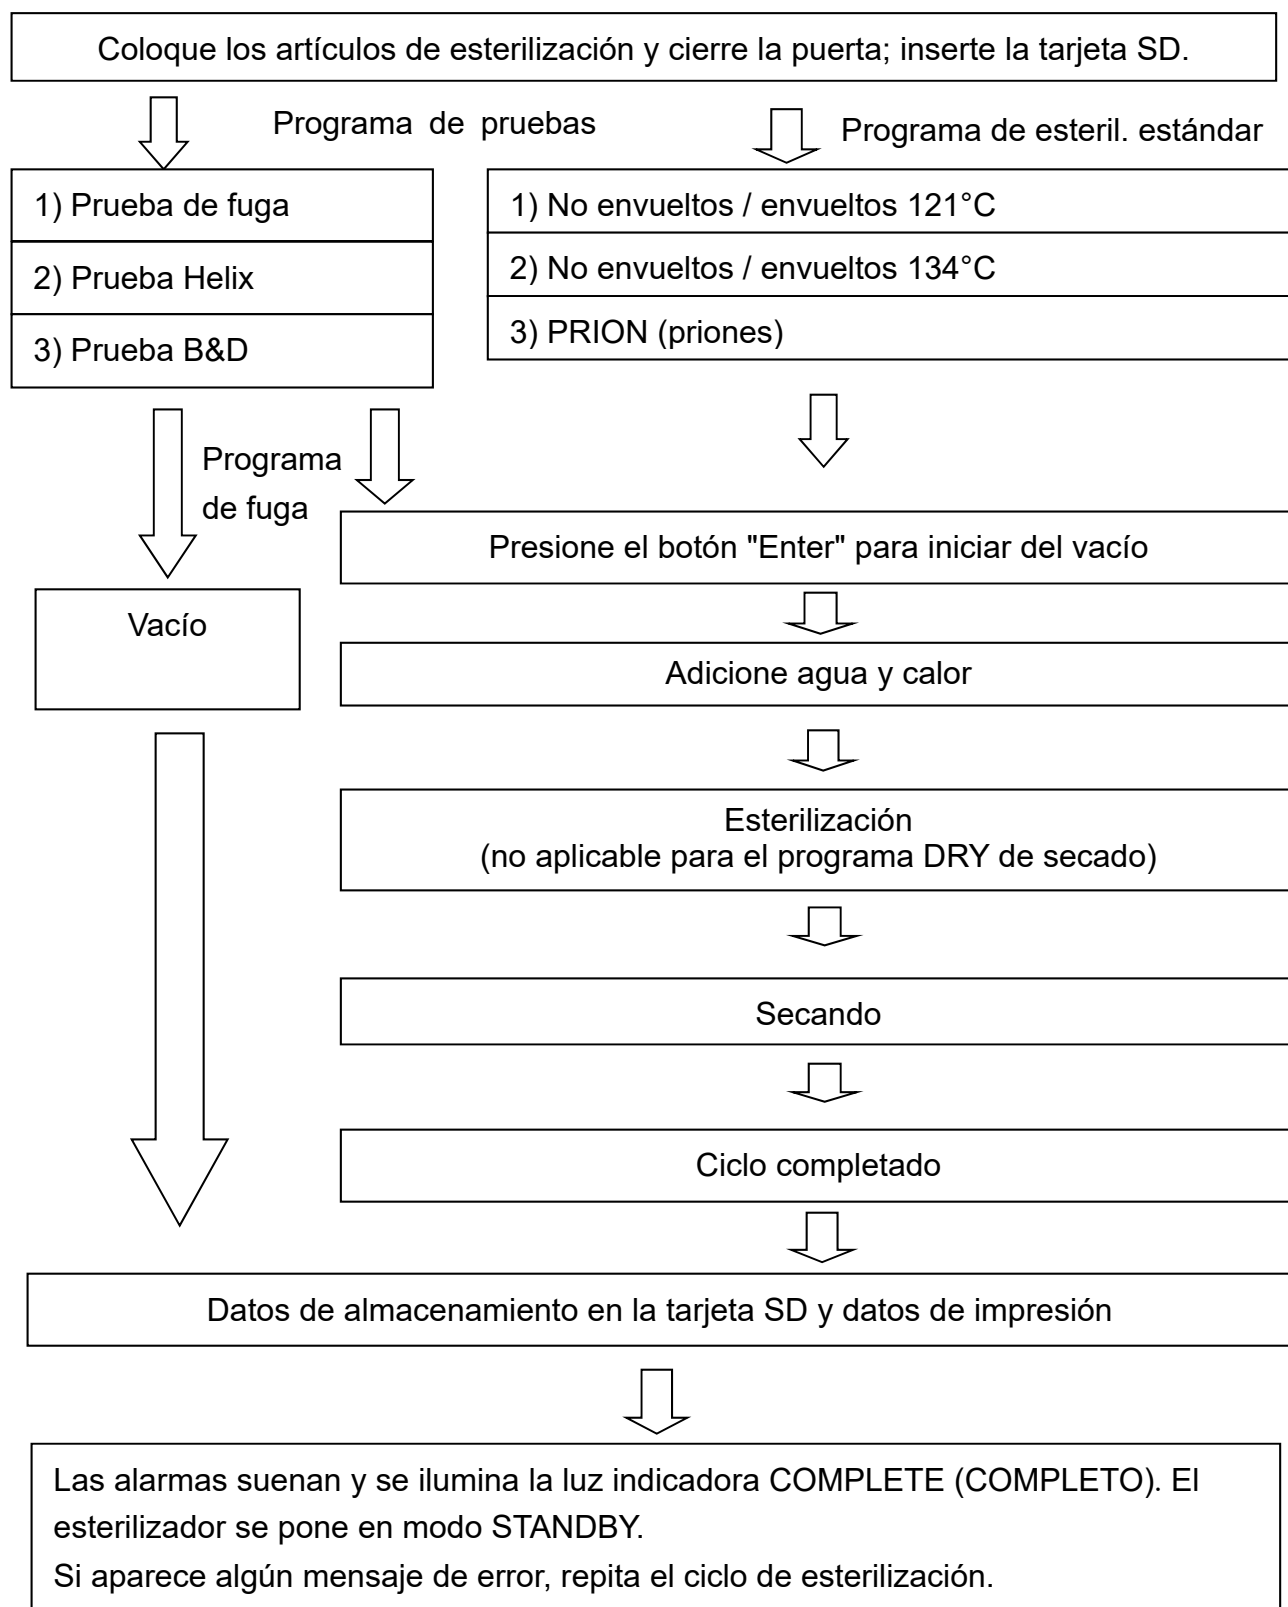 Coloque los artículos de esterilización y cierre la puerta; inserte la tarjeta SD.
Programa de pruebas
Programa de esteril. estándar
1) Prueba de fuga
2) Prueba Helix
3) Prueba B&D
1) No envueltos / envueltos 121°C
2) No envueltos / envueltos 134°C
3) PRION (priones)
Programa
de fuga
Presione el botón "Enter" para iniciar del vacío
Vacío
Adicione agua y calor
Esterilización
(no aplicable para el programa DRY de secado)
Secando
Ciclo completado
Datos de almacenamiento en la tarjeta SD y datos de impresión
Las alarmas suenan y se ilumina la luz indicadora COMPLETE (COMPLETO). El
esterilizador se pone en modo STANDBY.
Si aparece algún mensaje de error, repita el ciclo de esterilización.